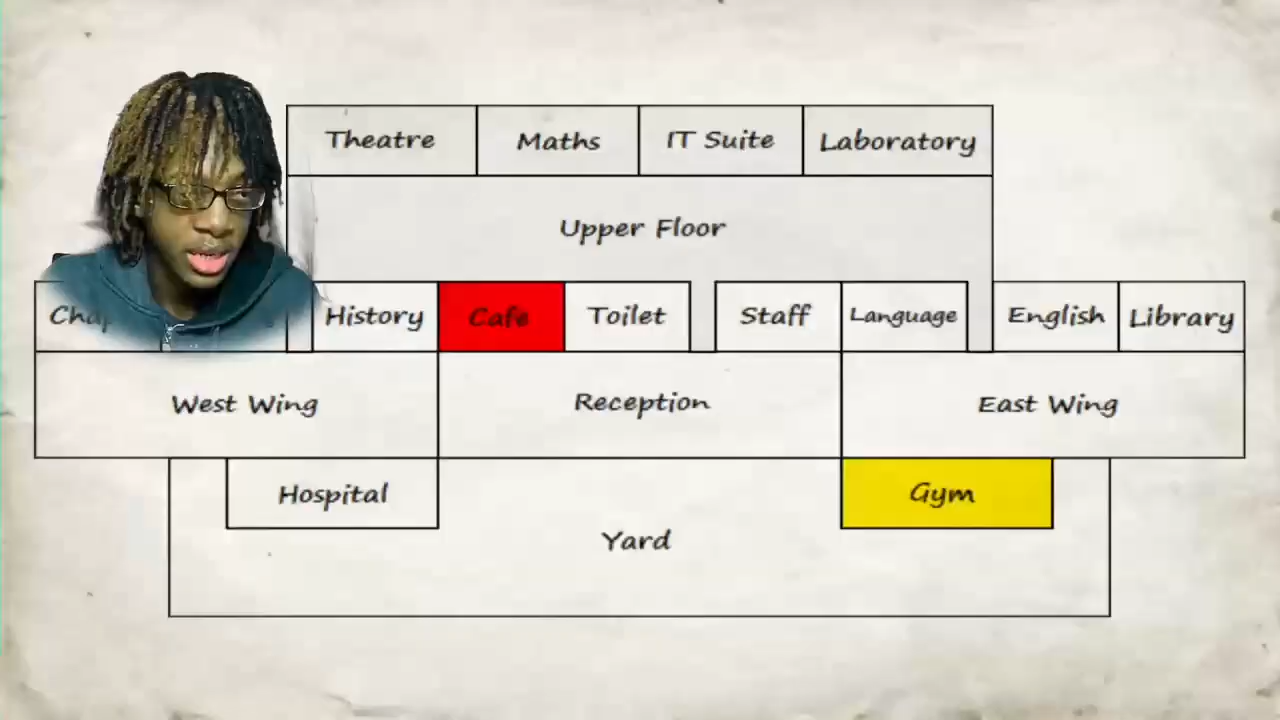 Theatre Maths IT Suite Laboratory
Upper Floor
History Cafe Toilet Staff Language English Library
West Wing Reception East Wing
Hospital Gym
Yard